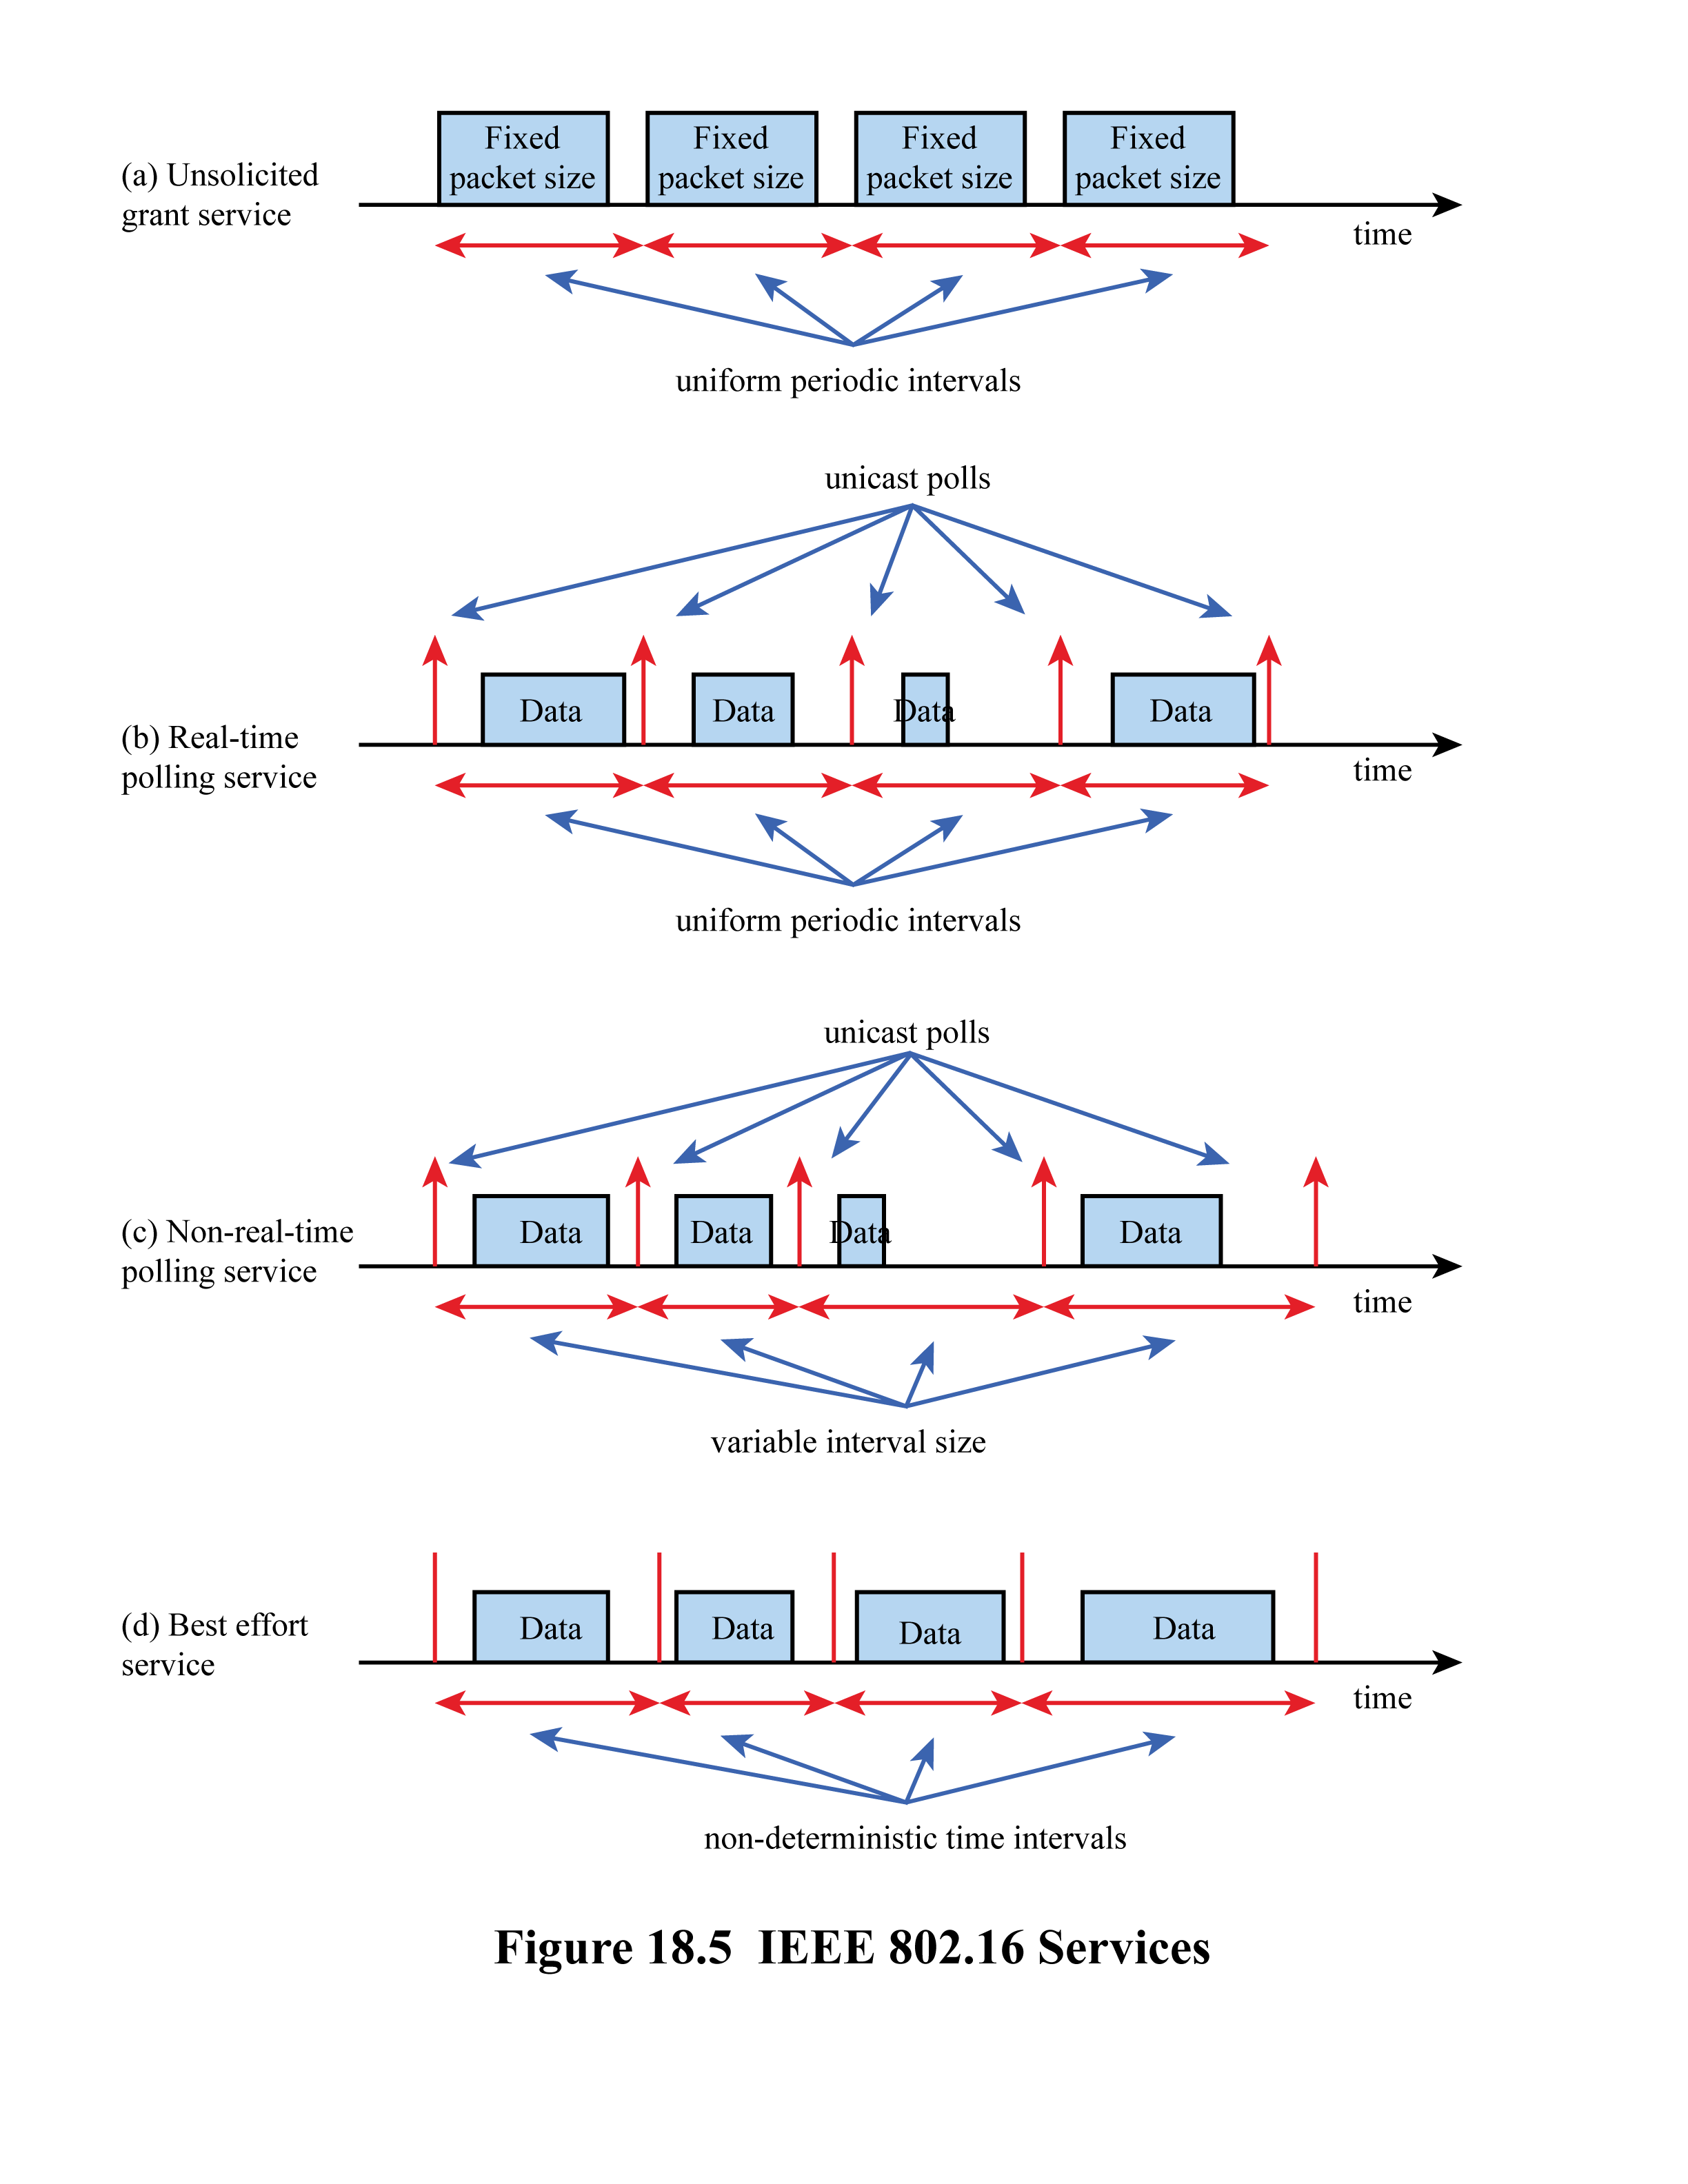 Fixed
packet size
Fixed
packet size
Fixed
packet size
Fixed
packet size
(a) Unsolicited
grant service
time
uniform periodic intervals
unicast polls
Data
Data
Data
Data
(b) Real-time
polling service
time
uniform periodic intervals
unicast polls
Data
Data
Data
Data
(c) Non-real-time
polling service
time
variable interval size
Data
Data
Data
Data
(d) Best effort
service
time
non-deterministic time intervals
Figure 18.5 IEEE 802.16 Services